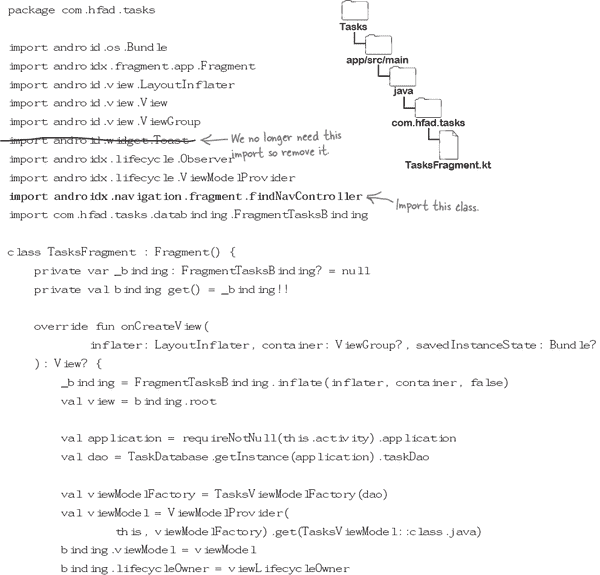 package com.hfad.tasks
Tasks
import android.os.Bundle
app/src/main
import androidx.fragment.app.Fragment
import android.view.LayoutInflater
java
import android.view.View
import android.view.ViewGroup
com.hfad.tasks
import android.widget.Toast
We no longer need this
import so remove it.
import androidx.lifecycle.Observer
TasksFragment.kt
import androidx.lifecycle.ViewModelProvider
import androidx.navigation.fragment.findNavController
Import this class.
import com.hfad.tasks.databinding.FragmentTasksBinding
class TasksFragment : Fragment() {
private var _binding: FragmentTasksBinding? = null
private val binding get() = _binding!!
override fun onCreateView(
inflater: LayoutInflater, container: ViewGroup?, savedInstanceState: Bundle?
): View? {
_binding = FragmentTasksBinding.inflate(inflater, container, false)
val view = binding.root
val application = requireNotNull(this.activity).application
val dao = TaskDatabase.getInstance(application).taskDao
val viewModelFactory = TasksViewModelFactory(dao)
val viewModel = ViewModelProvider(
this, viewModelFactory).get(TasksViewModel::class.java)
binding.viewModel = viewModel
binding.lifecycleOwner = viewLifecycleOwner